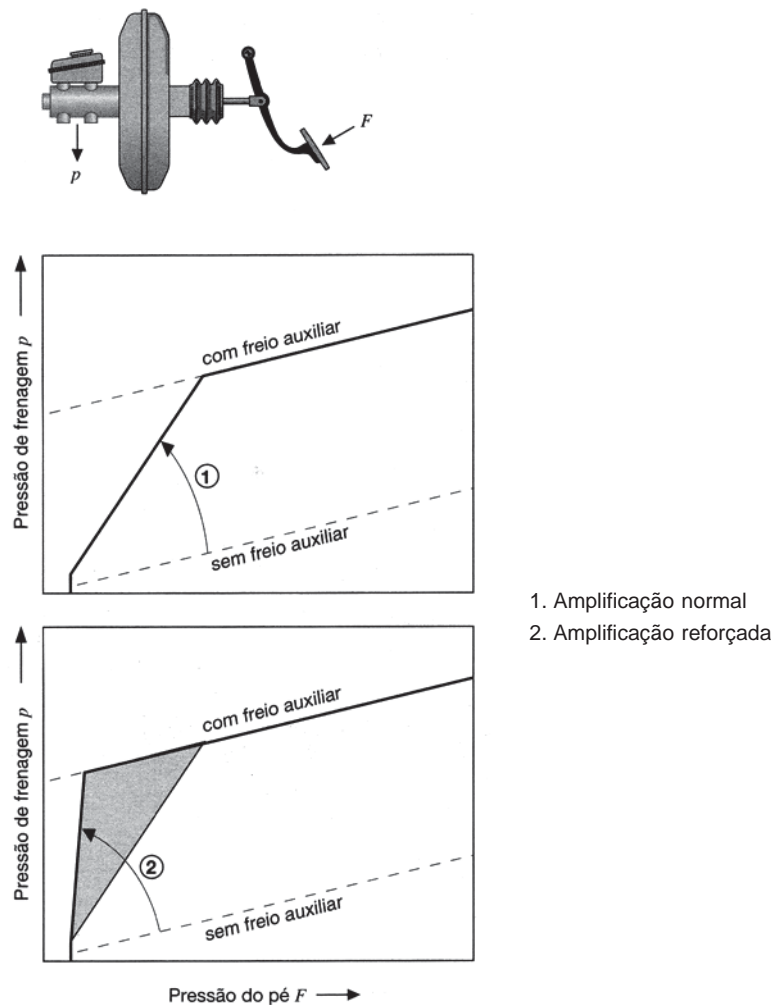 F
p
Pressão de frenagem p
com freio auxiliar
1
sem freio auxiliar
1. Amplificação normal
2. Amplificação reforçada
Pressão de frenagem p
com freio auxiliar
2
sem freio auxiliar
Pressão do pé F